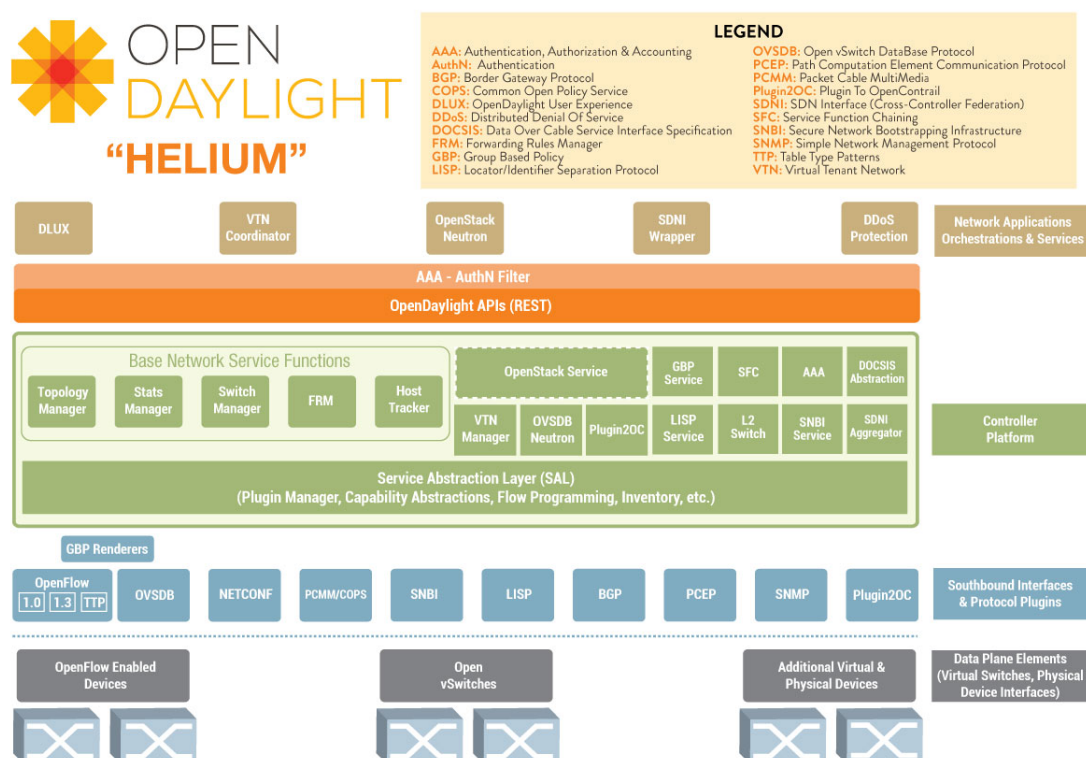 OPEN
DAYLIGHT
"HELIUM"
LEGEND
AAA: Authentication, Authorization & Accounting
AuthN: Authentication
BGP: Border Gateway Protocol
COPS: Common Open Policy Service
DLUX: OpenDaylight User Experience
DDoS: Distributed Denial Of Service
DOCSIS: Data Over Cable Service Interface Specification
FRM: Forwarding Rules Manager
GBP: Group Based Policy
LISP: Locator/Identifier Separation Protocol
OVSDB: Open vSwitch DataBase Protocol
PCEP: Path Computation Element Communication Protocol
PCMM: Packet Cable MultiMedia
Plugin2OC: Plugin To OpenContrail
SDNI: SDN Interface (Cross-Controller Federation)
SFC: Service Function Chaining
SNBI: Secure Network Bootstrapping Infrastructure
SNMP: Simple Network Management Protocol
TTP: Table Type Patterns
VTN: Virtual Tenant Network
DLUX
VTN
Coordinator
OpenStack
Neutron
SDNI
Wrapper
DDoS
Protection
Network Applications
Orchestrations & Services
AAA - AuthN Filter
OpenDaylight APIs (REST)
Base Network Service Functions
Topology
Manager
Stats
Manager
Switch
Manager
FRM
Host
Tracker
OpenStack Service
GBP
Service
SFC
AAA
DOCSIS
Abstraction
VTN
Manager
OVSDB
Neutron
Plugin2OC
LISP
Service
L2
Switch
SNBI
Service
SDNI
Aggregator
Controller
Platform
Service Abstraction Layer (SAL)
(Plugin Manager, Capability Abstractions, Flow Programming, Inventory, etc.)
GBP Renderers
OpenFlow
1.0 1.3 TTP
OVSDB
NETCONF
PCMM/COPS
SNBI
LISP
BGP
PCEP
SNMP
Plugin2OC
Southbound Interfaces
& Protocol Plugins
OpenFlow Enabled
Devices
Open
vSwitches
Additional Virtual &
Physical Devices
Data Plane Elements
(Virtual Switches, Physical
Device Interfaces)